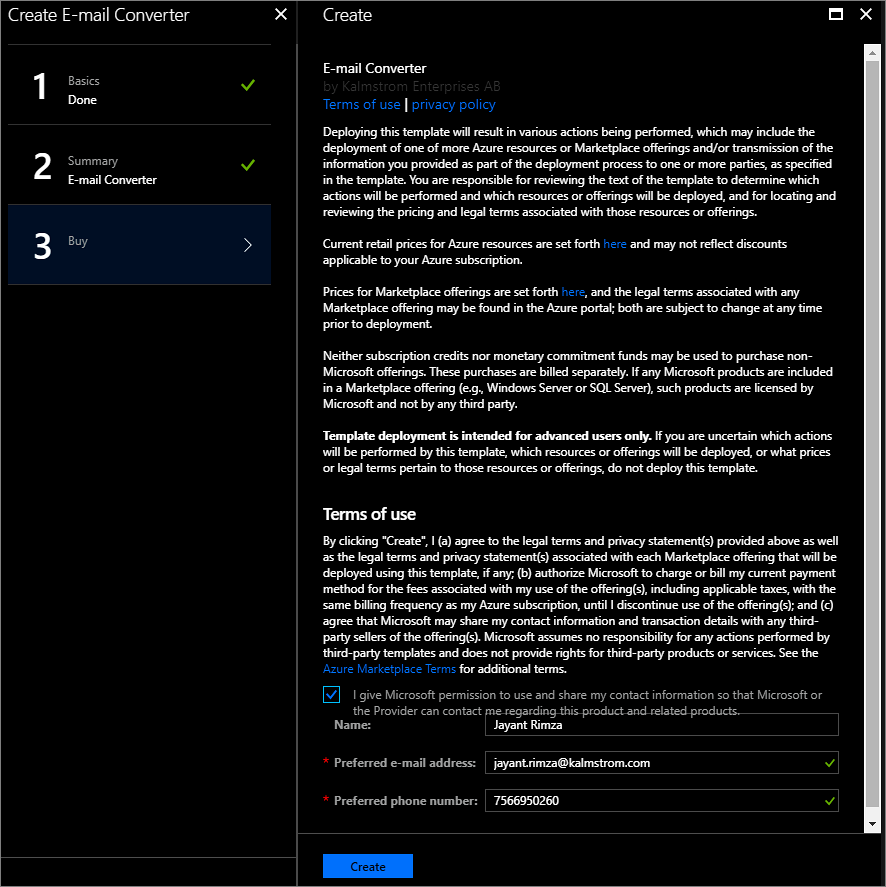 Create E-mail Converter
1
Basics
Done
2
Summary
E-mail Converter
3
Buy
Create
E-mail Converter
by Kalmstrom Enterprises AB
Terms of use | privacy policy
Deploying this template will result in various actions being performed, which may include the
deployment of one of more Azure resources or Marketplace offerings and/or transmission of the
information you provided as part of the deployment process to one or more parties, as specified
in the template. You are responsible for reviewing the text of the template to determine which
actions will be performed and which resources or offerings will be deployed, and for locating and
reviewing the pricing and legal terms associated with those resources or offerings.
Current retail prices for Azure resources are set forth here and may not reflect discounts
applicable to your Azure subscription.
Prices for Marketplace offerings are set forth here, and the legal terms associated with any
Marketplace offering may be found in the Azure portal; both are subject to change at any time
prior to deployment.
Neither subscription credits nor monetary commitment funds may be used to purchase non-
Microsoft offerings. These purchases are billed separately. If any Microsoft products are included
in a Marketplace offering (e.g., Windows Server or SQL Server), such products are licensed by
Microsoft and not by any third party.
Template deployment is intended for advanced users only. If you are uncertain which actions
will be performed by this template, which resources or offerings will be deployed, or what prices
or legal terms pertain to those resources or offerings, do not deploy this template.
Terms of use
By clicking "Create", I (a) agree to the legal terms and privacy statement(s) provided above as well
as the legal terms and privacy statement(s) associated with each Marketplace offering that will be
deployed using this template, if any; (b) authorize Microsoft to charge or bill my current payment
method for the fees associated with my use of the offering(s), including applicable taxes, with the
same billing frequency as my Azure subscription, until I discontinue use of the offering(s); and (c)
agree that Microsoft may share my contact information and transaction details with any third-
party sellers of the offering(s). Microsoft assumes no responsibility for any actions performed by
third-party templates and does not provide rights for third-party products or services. See the
Azure Marketplace Terms for additional terms.
I give Microsoft permission to use and share my contact information so that Microsoft or
the Provider can contact me regarding this product and related products.
Name: Jayant Rimza
* Preferred e-mail address: jayant.rimza@kalmstrom.com
* Preferred phone number: 7566950260
Create